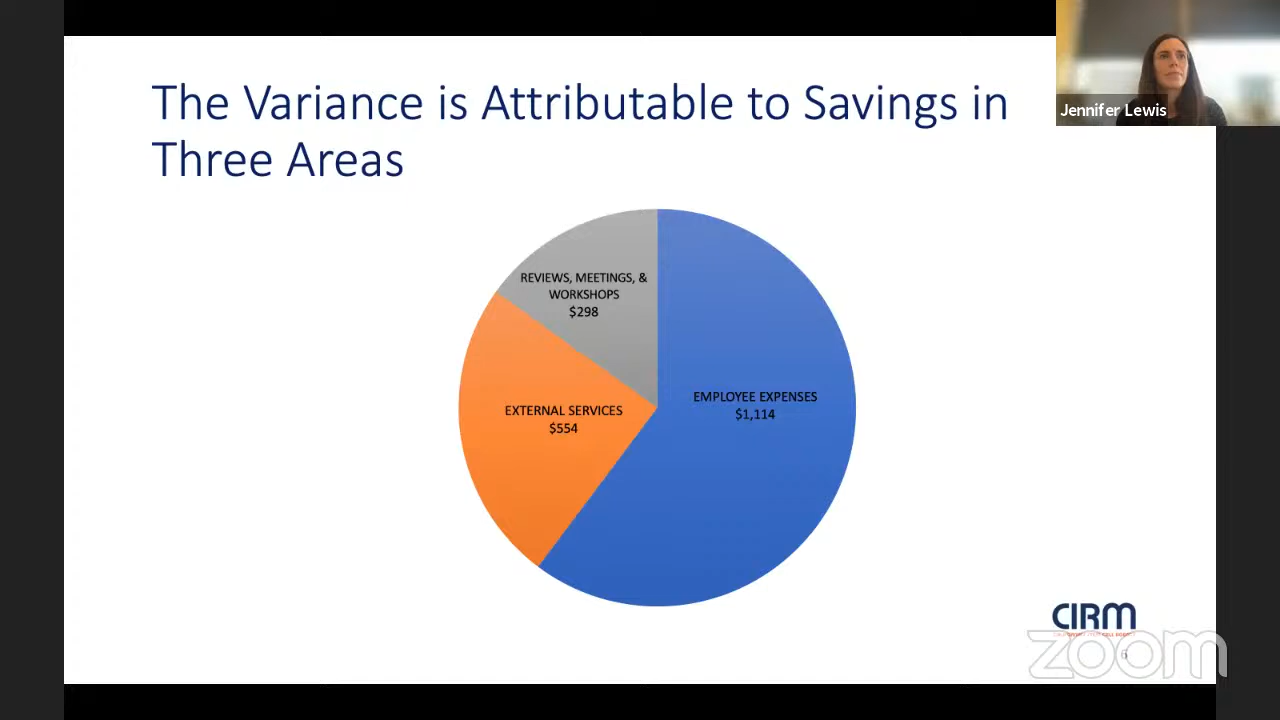 The Variance is Attributable to Savings in
Three Areas
Jennifer Lewis
REVIEWS, MEETINGS, &
WORKSHOPS
$298
EMPLOYEE EXPENSES
$1,114
EXTERNAL SERVICES
$554
CIRM
zoom
6